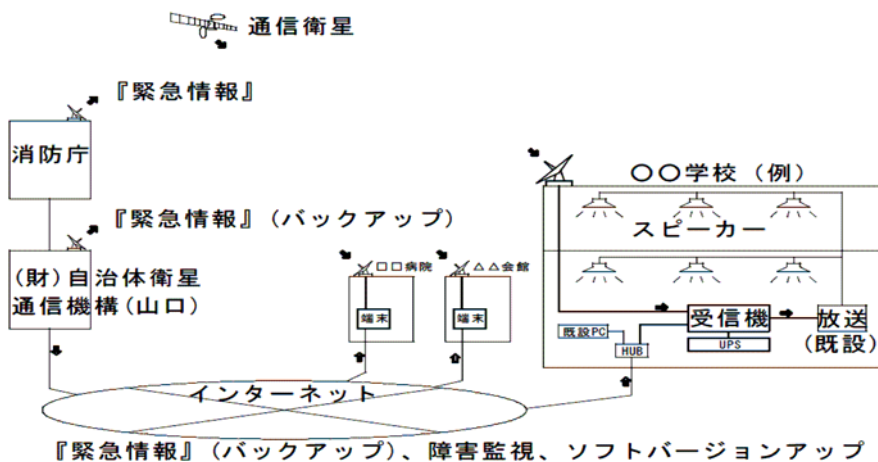 通信衛星
『緊急情報』
消防庁
『緊急情報』(バックアップ)
(財)自治体衛星
通信機構(山口)
□□病院
△△会館
端末
端末
〇〇学校(例)
スピーカー
受信機
放送
(既設)
既設PC
HUB
UPS
インターネット
『緊急情報』(バックアップ)、障害監視、ソフトバージョンアップ